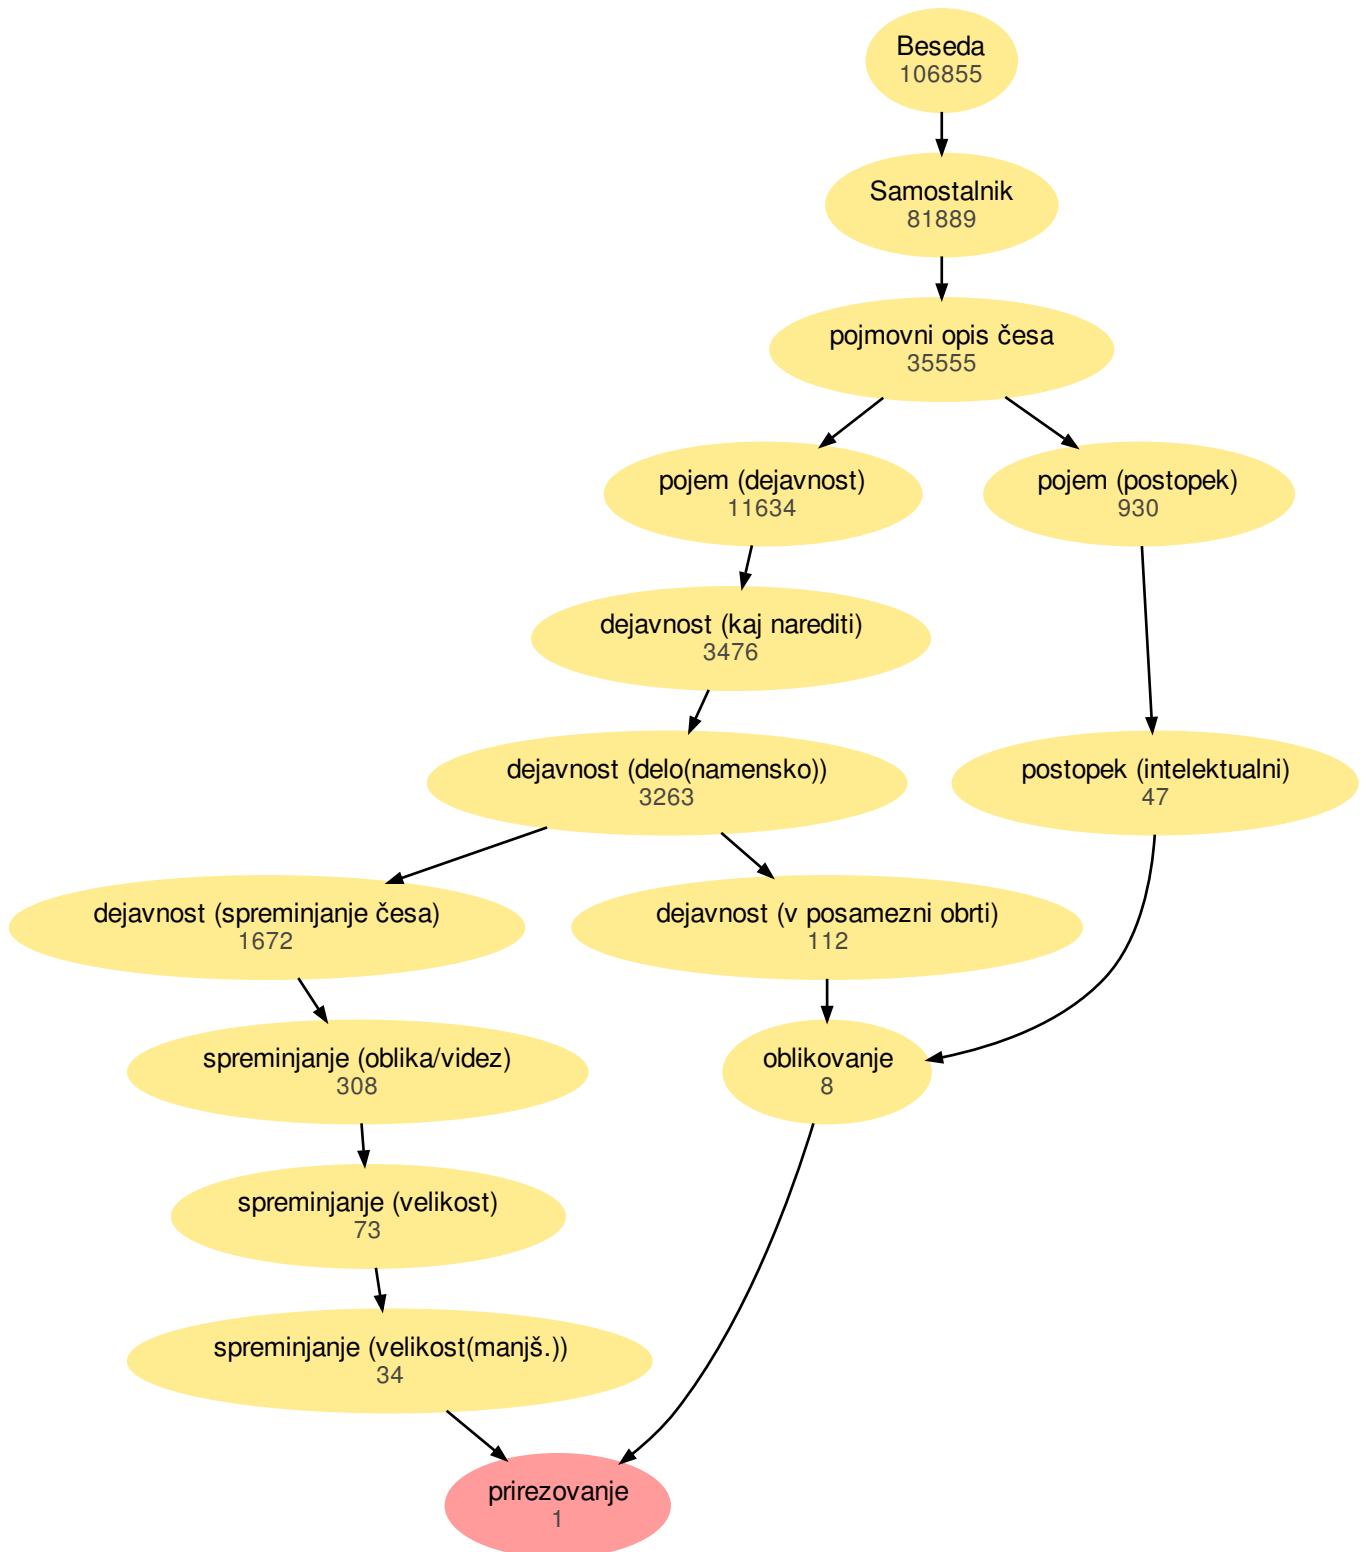 Beseda
106855
Samostalnik
81889
pojmovni opis česa
35555
pojem (dejavnost)
11634
pojem (postopek)
930
dejavnost (kaj narediti)
3476
dejavnost (delo(namensko))
3263
postopek (intelektualni)
47
dejavnost (spreminjanje česa)
1672
dejavnost (v posamezni obrti)
112
spreminjanje (oblika/videz)
308
oblikovanje
8
spreminjanje (velikost)
73
spreminjanje (velikost(manjš.))
34
prirezovanje
1